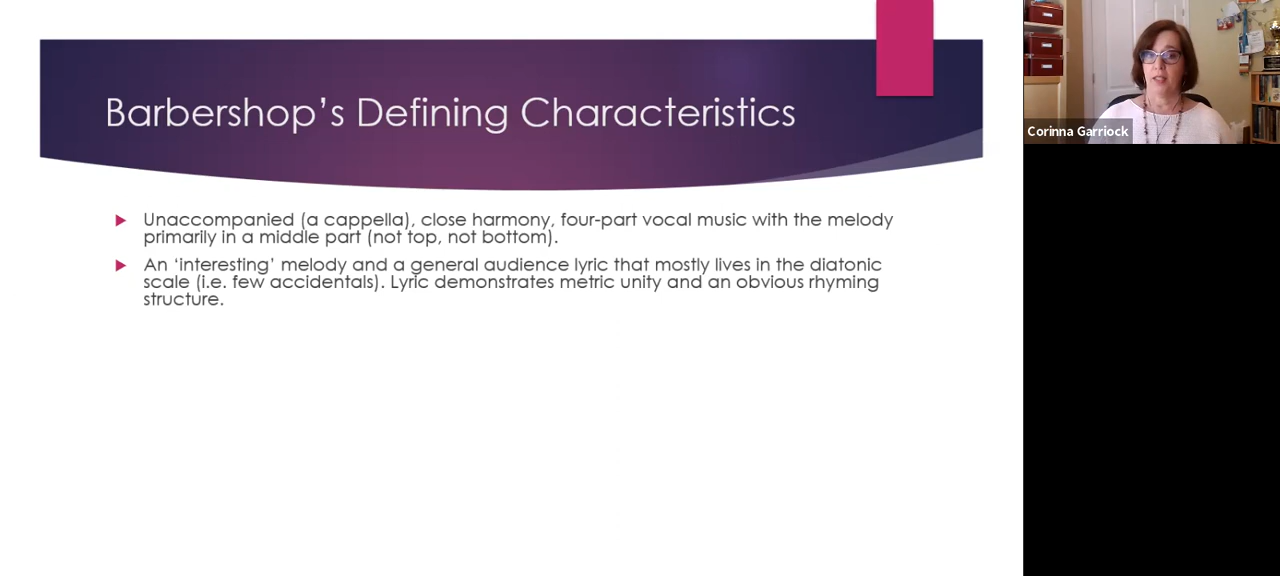 Barbershop’s Defining Characteristics
Unaccompanied (a cappella), close harmony, four-part vocal music with the melody
primarily in a middle part (not top, not bottom).
An ‘interesting’ melody and a general audience lyric that mostly lives in the diatonic
scale (i.e. few accidentals). Lyric demonstrates metric unity and an obvious rhyming
structure.
Corinna Garriock